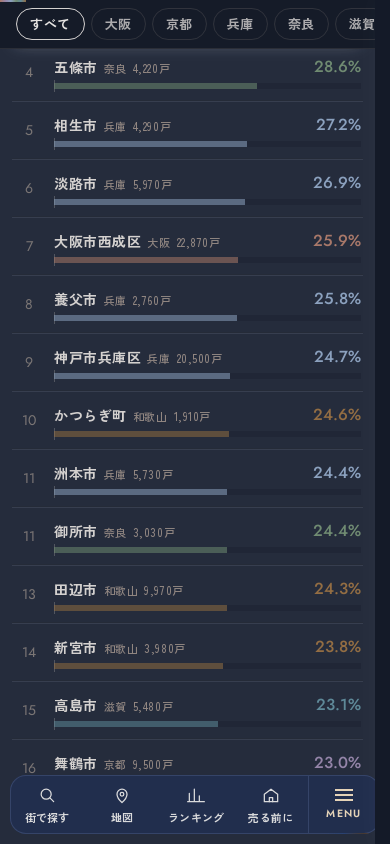 すべて 大阪 京都 兵庫 奈良 滋賀
4 五條市 奈良 4,220戸 28.6%
5 相生市 兵庫 4,290戸 27.2%
6 淡路市 兵庫 5,970戸 26.9%
7 大阪市西成区 大阪 22,870戸 25.9%
8 養父市 兵庫 2,760戸 25.8%
9 神戸市兵庫区 兵庫 20,500戸 24.7%
10 かつらぎ町 和歌山 1,910戸 24.6%
11 洲本市 兵庫 5,730戸 24.4%
11 御所市 奈良 3,030戸 24.4%
13 田辺市 和歌山 9,970戸 24.3%
14 新宮市 和歌山 3,980戸 23.8%
15 高島市 滋賀 5,480戸 23.1%
16 舞鶴市 京都 9,500戸 23.0%
街で探す 地図 ランキング 売る前に MENU